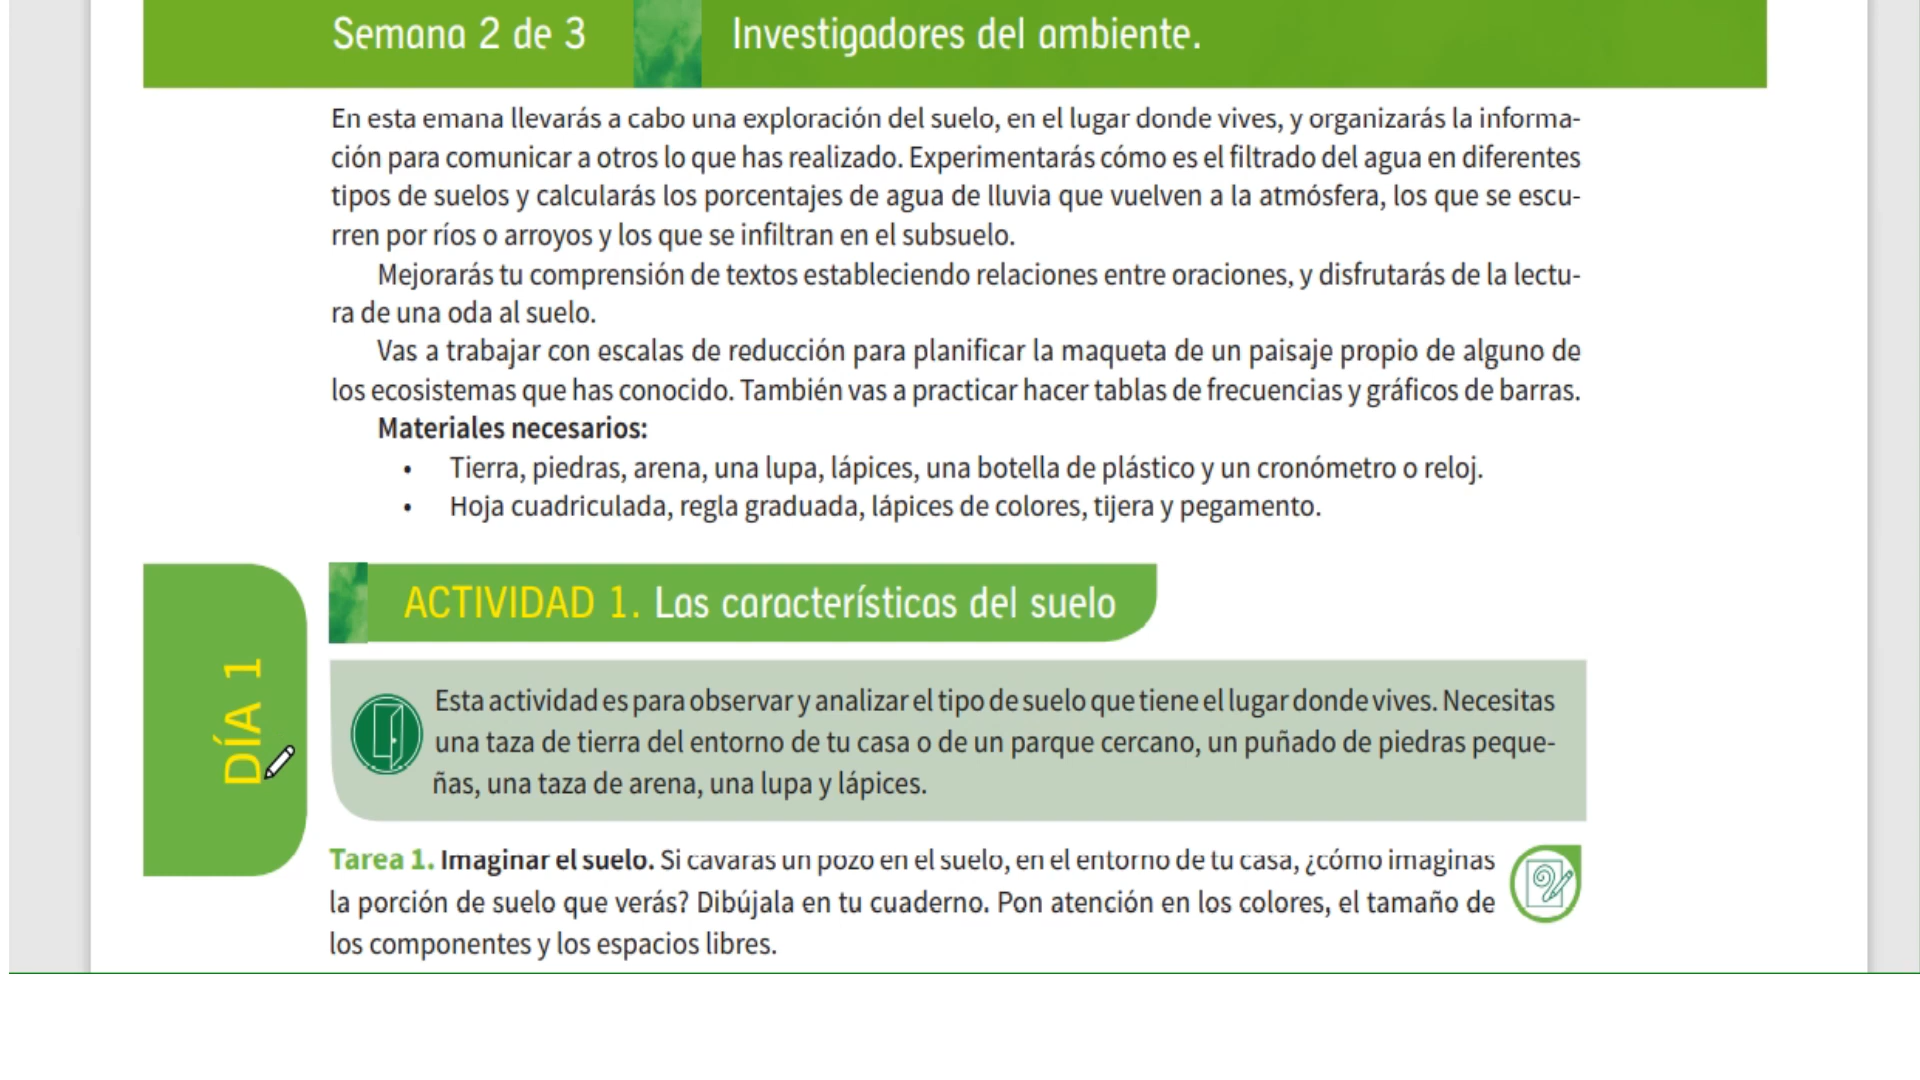 Semana 2 de 3
Investigadores del ambiente.
En esta emana llevarás a cabo una exploración del suelo, en el lugar donde vives, y organizarás la informa-
ción para comunicar a otros lo que has realizado. Experimentarás cómo es el filtrado del agua en diferentes
tipos de suelos y calcularás los porcentajes de agua de lluvia que vuelven a la atmósfera, los que se escu-
rren por ríos o arroyos y los que se infiltran en el subsuelo.
Mejorarás tu comprensión de textos estableciendo relaciones entre oraciones, y disfrutarás de la lectu-
ra de una oda al suelo.
Vas a trabajar con escalas de reducción para planificar la maqueta de un paisaje propio de alguno de
los ecosistemas que has conocido. También vas a practicar hacer tablas de frecuencias y gráficos de barras.
Materiales necesarios:
• Tierra, piedras, arena, una lupa, lápices, una botella de plástico y un cronómetro o reloj.
• Hoja cuadriculada, regla graduada, lápices de colores, tijera y pegamento.
DÍA 1
ACTIVIDAD 1. Las características del suelo
Esta actividad es para observar y analizar el tipo de suelo que tiene el lugar donde vives. Necesitas
una taza de tierra del entorno de tu casa o de un parque cercano, un puñado de piedras peque-
ñas, una taza de arena, una lupa y lápices.
Tarea 1. Imaginar el suelo. Si cavaras un pozo en el suelo, en el entorno de tu casa, ¿cómo imaginas
la porción de suelo que verás? Dibújala en tu cuaderno. Pon atención en los colores, el tamaño de
los componentes y los espacios libres.